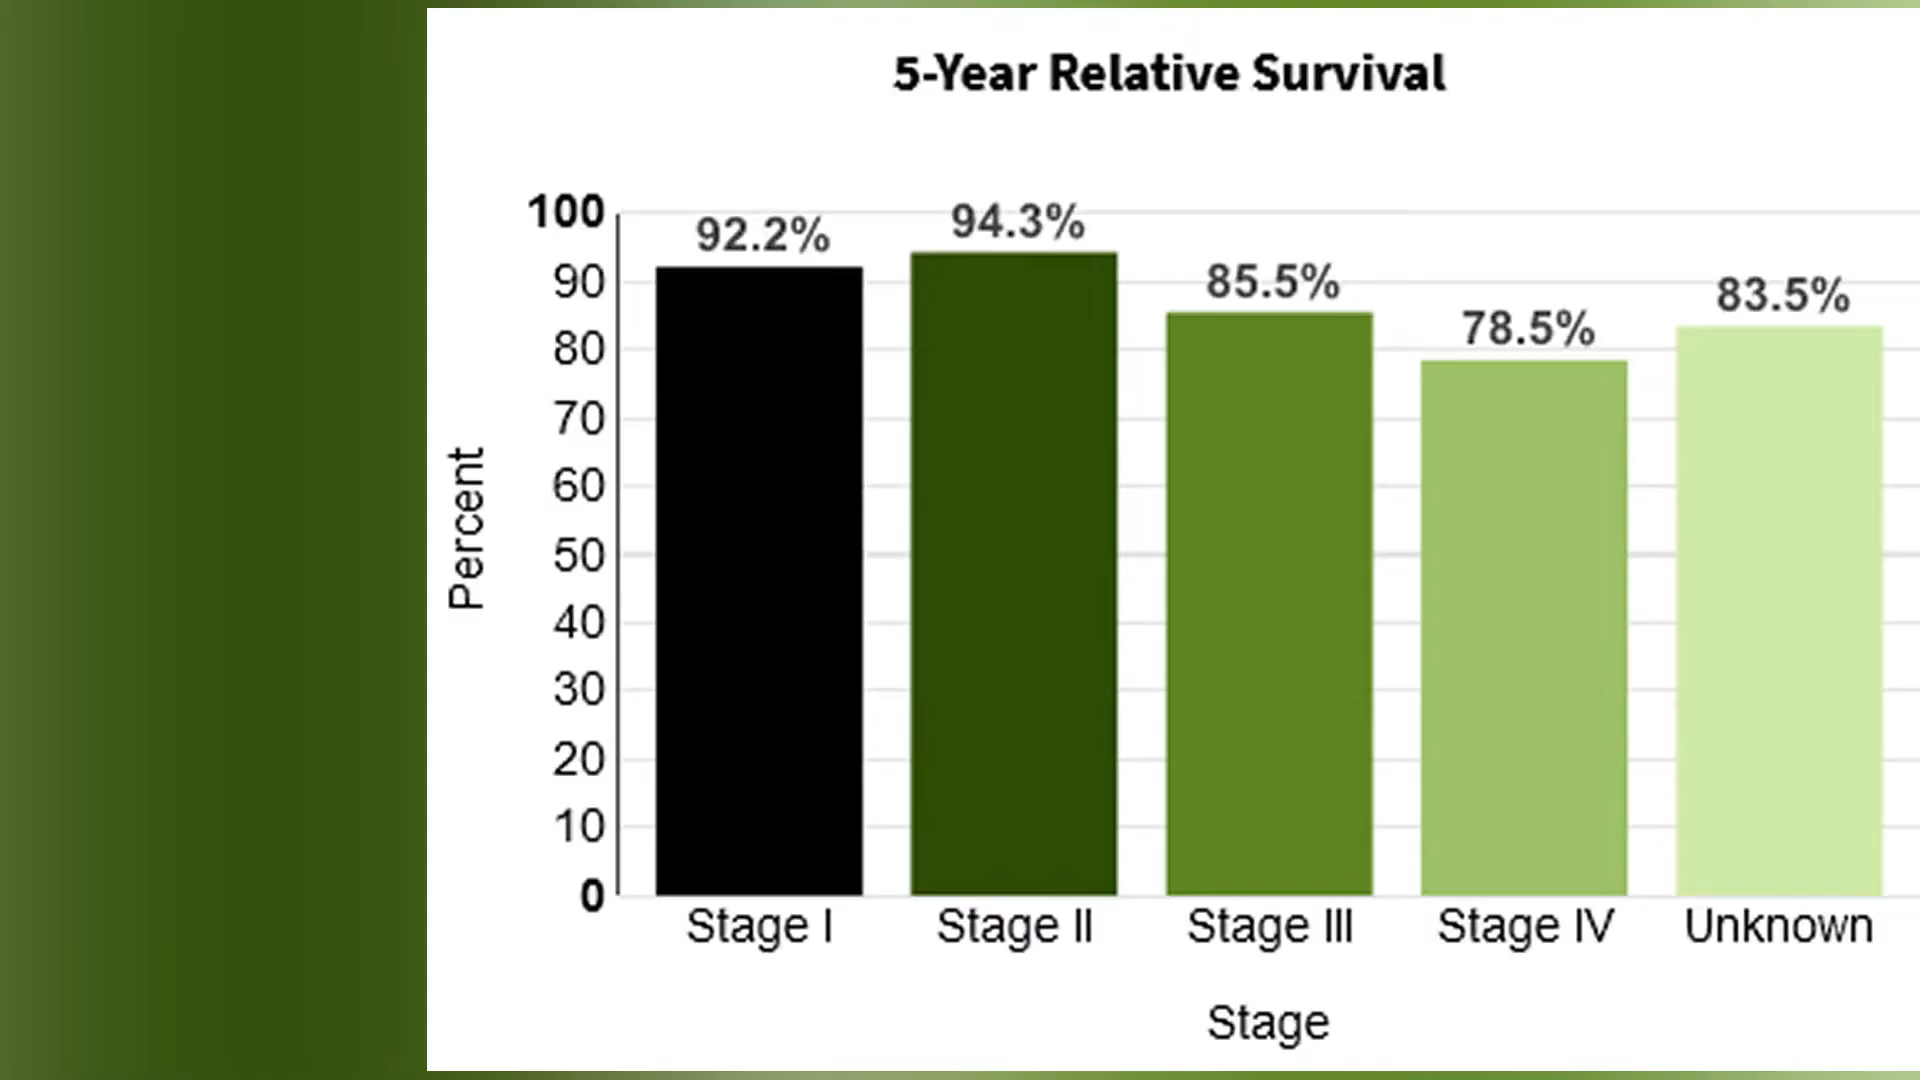 5-Year Relative Survival
100
90
80
70
60
50
40
30
20
10
0
Percent
92.2%
94.3%
85.5%
78.5%
83.5%
Stage I
Stage II
Stage III
Stage IV
Unknown
Stage